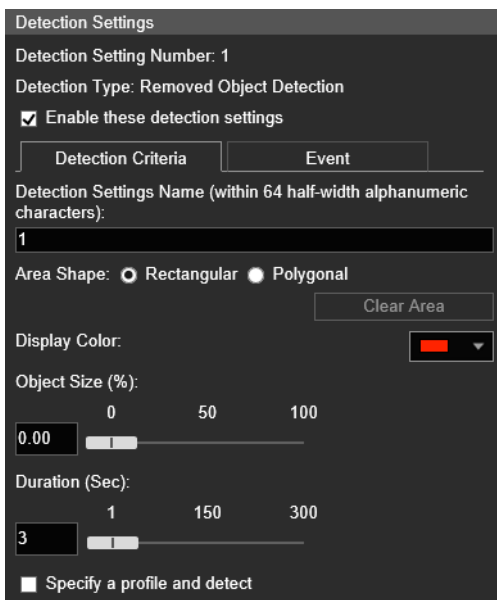 Detection Settings
Detection Setting Number: 1
Detection Type: Removed Object Detection
Enable these detection settings
Detection Criteria Event
Detection Settings Name (within 64 half-width alphanumeric
characters):
1
Area Shape: Rectangular Polygonal
Clear Area
Display Color:
Object Size (%):
0 50 100
0.00
Duration (Sec):
1 150 300
3
Specify a profile and detect